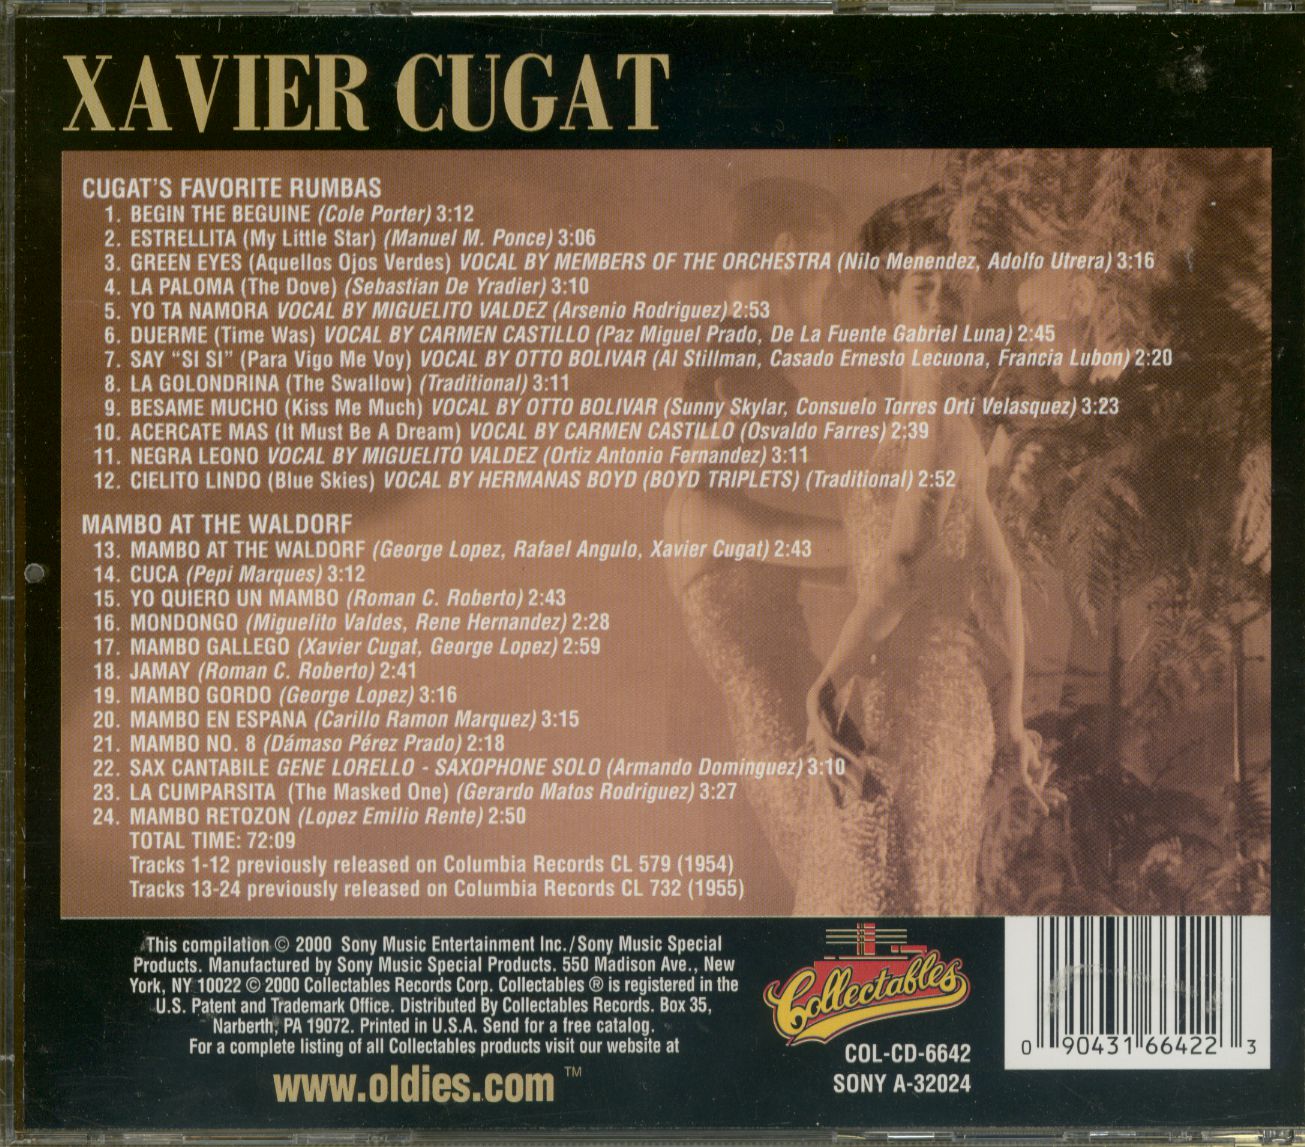 XAVIER CUGAT
CUGAT'S FAVORITE RUMBAS
1. BEGIN THE BEGUINE (Cole Porter) 3:12
2. ESTRELLITA (My Little Star) (Manuel M. Ponce) 3:06
3. GREEN EYES (Aquellos Ojos Verdes) VOCAL BY MEMBERS OF THE ORCHESTRA (Nilo Menendez, Adolfo Utrera) 3:16
4. LA PALOMA (The Dove) (Sebastian De Yradier) 3:10
5. YO TA NAMORA VOCAL BY MIGUELITO VALDEZ (Arsenio Rodriguez) 2:53
6. DUERME (Time Was) VOCAL BY CARMEN CASTILLO (Paz Miguel Prado, De La Fuente Gabriel Luna) 2:45
7. SAY “SI SI” (Para Vigo Me Voy) VOCAL BY OTTO BOLIVAR (Al Stillman, Casado Ernesto Lecuona, Francia Lubon) 2:20
8. LA GOLONDRINA (The Swallow) (Traditional) 3:11
9. BESAME MUCHO (Kiss Me Much) VOCAL BY OTTO BOLIVAR (Sunny Skylar, Consuelo Torres Orti Velasquez) 3:23
10. ACERCATE MAS (It Must Be A Dream) VOCAL BY CARMEN CASTILLO (Osvaldo Farres) 2:39
11. NEGRA LEONO VOCAL BY MIGUELITO VALDEZ (Ortiz Antonio Fernandez) 3:11
12. CIELITO LINDO (Blue Skies) VOCAL BY HERMANAS BOYD (BOYD TRIPLETS) (Traditional) 2:52
MAMBO AT THE WALDORF
13. MAMBO AT THE WALDORF (George Lopez, Rafael Angulo, Xavier Cugat) 2:43
14. CUCA (Pepi Marques) 3:12
15. YO QUIERO UN MAMBO (Roman C. Roberto) 2:43
16. MONDONGO (Miguelito Valdes, Rene Hernandez) 2:28
17. MAMBO GALLEGO (Xavier Cugat, George Lopez) 2:59
18. JAMAY (Roman C. Roberto) 2:41
19. MAMBO GORDO (George Lopez) 3:16
20. MAMBO EN ESPANA (Carillo Ramon Marquez) 3:15
21. MAMBO NO. 8 (Dámaso Pérez Prado) 2:18
22. SAX CANTABILE GENE LORELLO - SAXOPHONE SOLO (Armando Dominguez) 3:10
23. LA CUMPARSITA (The Masked One) (Gerardo Matos Rodriguez) 3:27
24. MAMBO RETOZON (Lopez Emilio Rente) 2:50
TOTAL TIME: 72:09
Tracks 1-12 previously released on Columbia Records CL 579 (1954)
Tracks 13-24 previously released on Columbia Records CL 732 (1955)
This compilation © 2000 Sony Music Entertainment Inc./Sony Music Special
Products. Manufactured by Sony Music Special Products. 550 Madison Ave., New
York, NY 10022 © 2000 Collectables Records Corp. Collectables ® is registered in the
U.S. Patent and Trademark Office. Distributed By Collectables Records. Box 35,
Narberth, PA 19072. Printed in U.S.A. Send for a free catalog.
For a complete listing of all Collectables products visit our website at
www.oldies.com ™
Collectables
COL-CD-6642
SONY A-32024
0 90431 66422 3